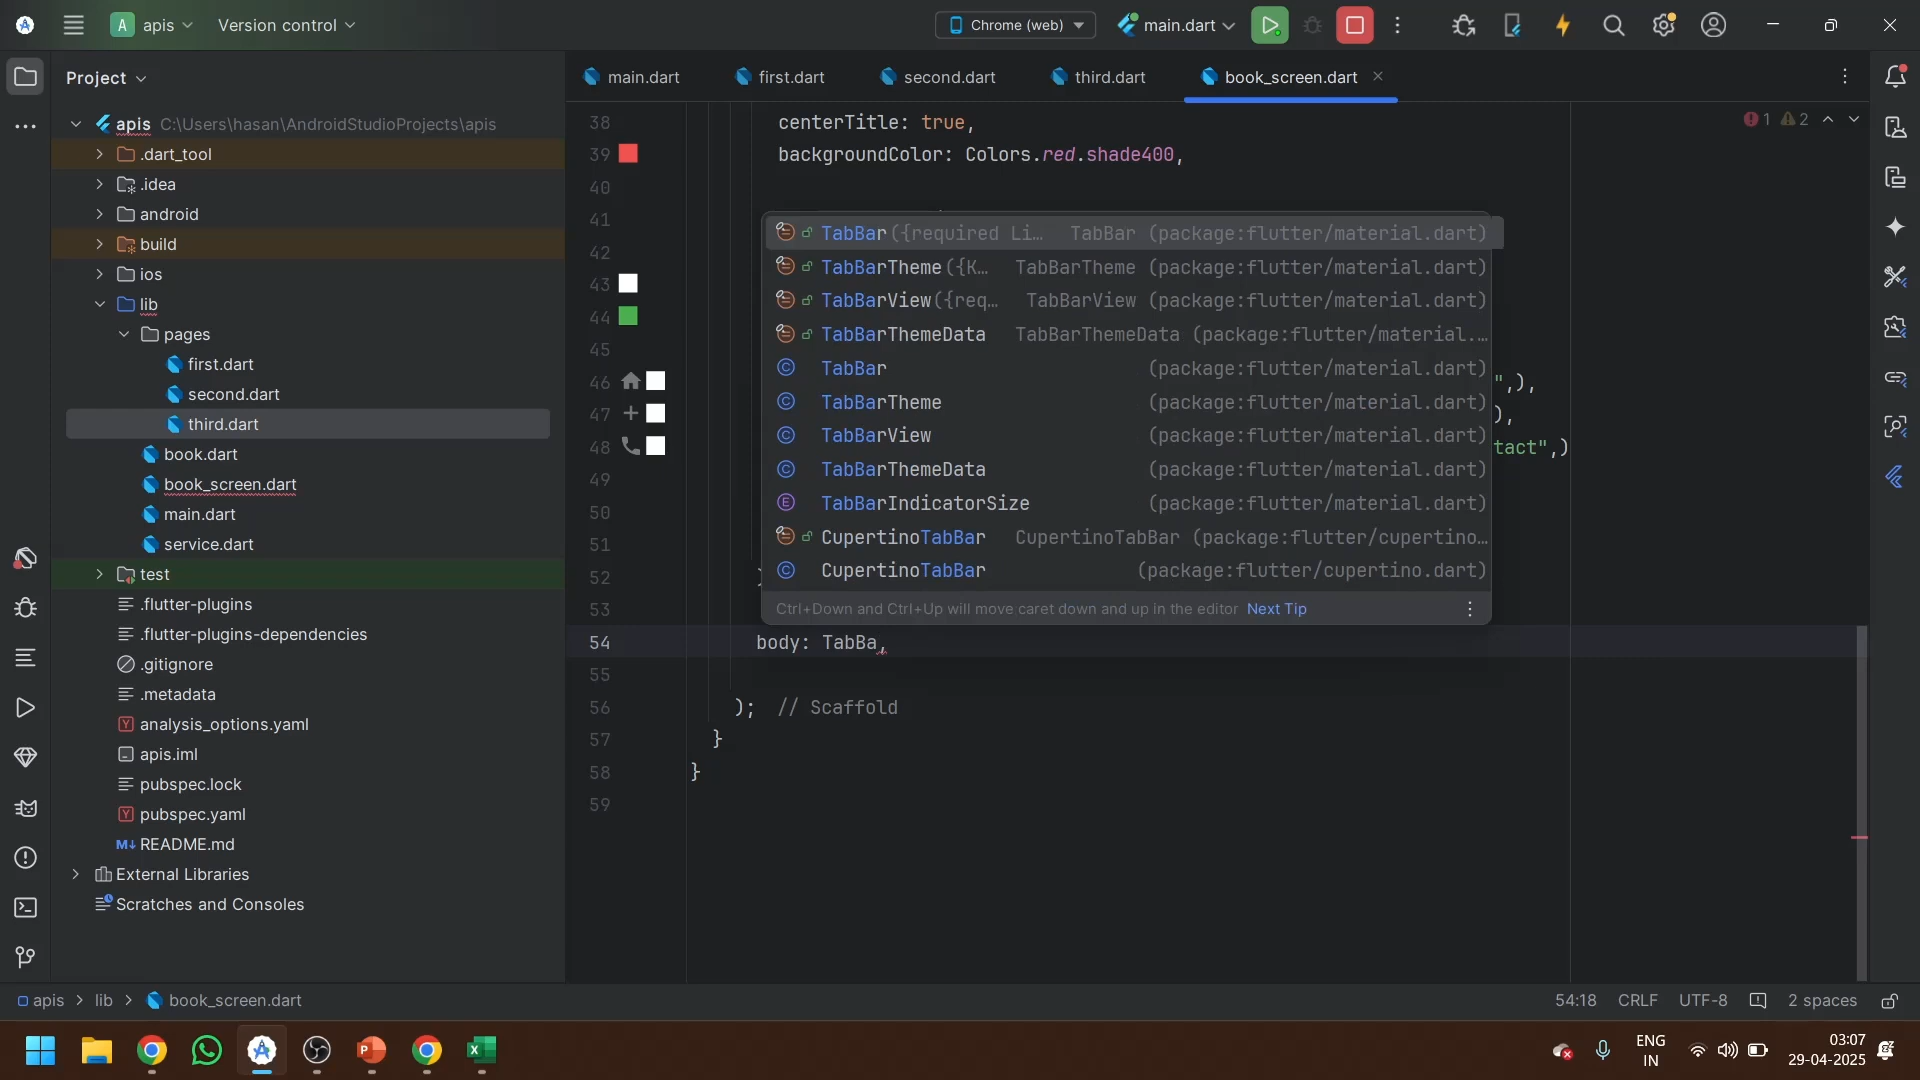 A apis Version control Chrome (web) main.dart
Project main.dart first.dart second.dart third.dart book_screen.dart
apis C:\Users\hasan\AndroidStudioProjects\apis
.dart_tool
.idea
android
build
ios
lib
pages
first.dart
second.dart
third.dart
book.dart
book_screen.dart
main.dart
service.dart
test
.flutter-plugins
.flutter-plugins-dependencies
.gitignore
.metadata
analysis_options.yaml
apis.iml
pubspec.lock
pubspec.yaml
README.md
External Libraries
Scratches and Consoles
1 2
38 centerTitle: true,
39 backgroundColor: Colors.red.shade400,
40
41
42
43
44
45
46 ",),
47 ),
48 tact",)
49
50
51
52
53
54 body: TabBa,
55
56 ); // Scaffold
57 }
58 }
59
TabBar({required Li… TabBar (package:flutter/material.dart)
TabBarTheme({K… TabBarTheme (package:flutter/material.dart)
TabBarView({req… TabBarView (package:flutter/material.dart)
TabBarThemeData TabBarThemeData (package:flutter/material.…
TabBar (package:flutter/material.dart)
TabBarTheme (package:flutter/material.dart)
TabBarView (package:flutter/material.dart)
TabBarThemeData (package:flutter/material.dart)
TabBarIndicatorSize (package:flutter/material.dart)
CupertinoTabBar CupertinoTabBar (package:flutter/cupertino…
CupertinoTabBar (package:flutter/cupertino.dart)
Ctrl+Down and Ctrl+Up will move caret down and up in the editor Next Tip
apis > lib > book_screen.dart 54:18 CRLF UTF-8 2 spaces
ENG
IN
03:07
29-04-2025